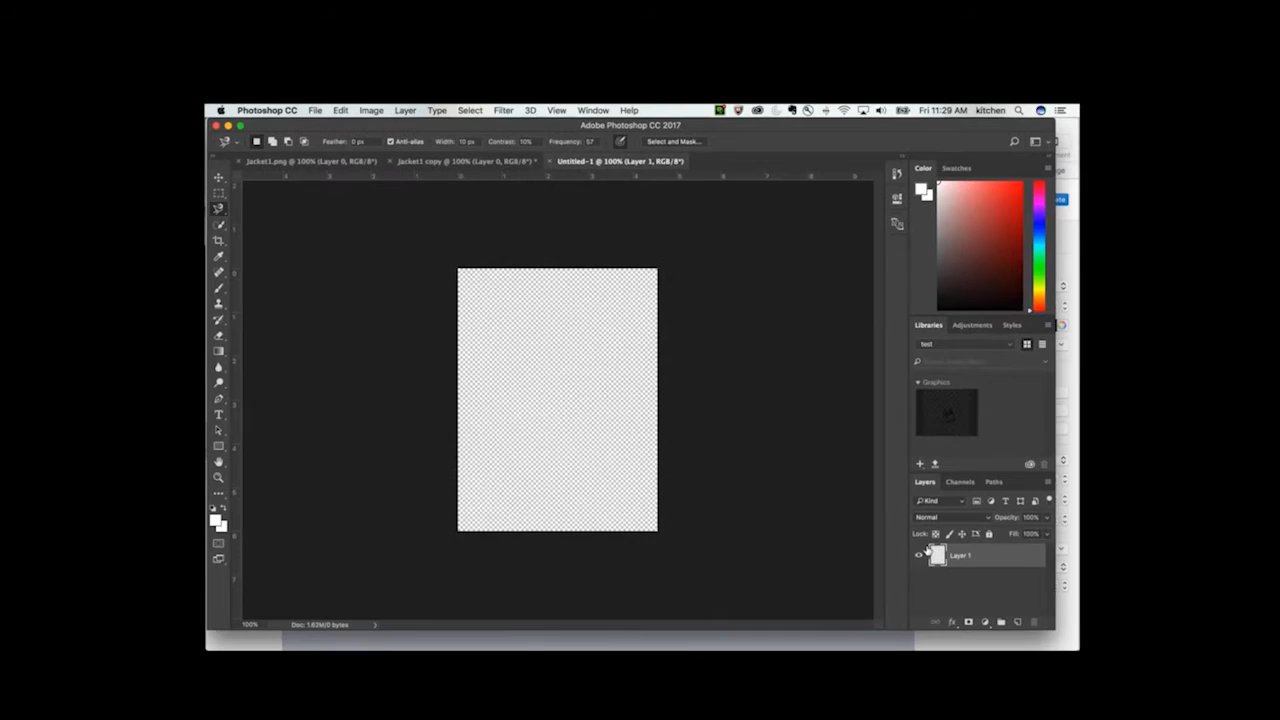 Photoshop CC File Edit Image Layer Type Select Filter 3D View Window Help Fri 11:29 AM kitchen
Adobe Photoshop CC 2017
Feather: 0 px Anti-alias Width: 10 px Contrast: 10% Frequency: 57 Select and Mask...
Jacket1.png @ 100% (Layer 0, RGB/8*) × Jacket1 copy @ 100% (Layer 0, RGB/8*) * × Untitled-1 @ 100% (Layer 1, RGB/8*)
Color Swatches
Libraries Adjustments Styles
test
Graphics
Layers Channels Paths
Kind
Normal Opacity: 100%
Lock: Fill: 100%
Layer 1
100% Doc: 1.62M/0 bytes